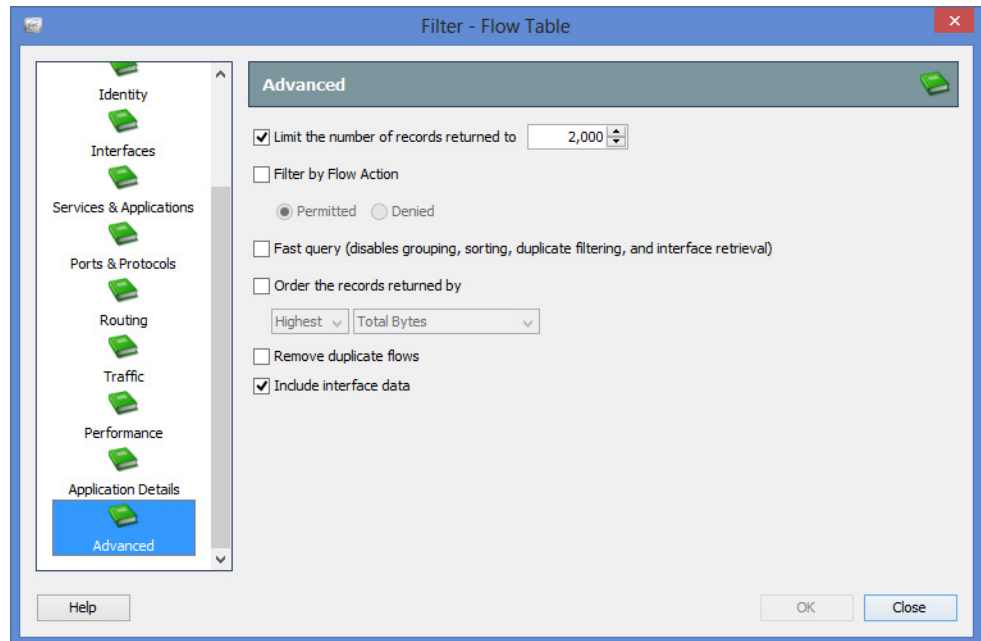 Filter - Flow Table
Identity
Interfaces
Services & Applications
Ports & Protocols
Routing
Traffic
Performance
Application Details
Advanced
Advanced
Limit the number of records returned to 2,000
Filter by Flow Action
Permitted Denied
Fast query (disables grouping, sorting, duplicate filtering, and interface retrieval)
Order the records returned by
Highest Total Bytes
Remove duplicate flows
Include interface data
Help OK Close